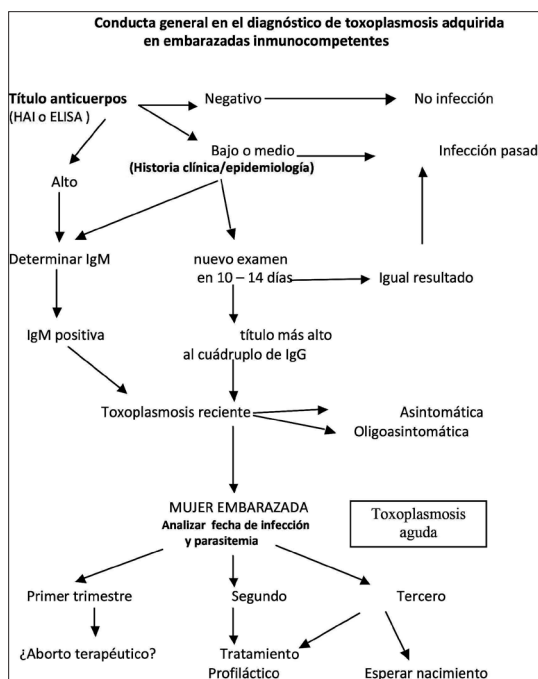 Conducta general en el diagnóstico de toxoplasmosis adquirida
en embarazadas inmunocompetentes
Título anticuerpos
(HAI o ELISA )
Negativo
No infección
Bajo o medio
(Historia clínica/epidemiología)
Infección pasad
Alto
Determinar IgM
nuevo examen
en 10 – 14 días
Igual resultado
IgM positiva
título más alto
al cuádruplo de IgG
Toxoplasmosis reciente
Asintomática
Oligoasintomática
MUJER EMBARAZADA
Analizar fecha de infección
y parasitemia
Toxoplasmosis
aguda
Primer trimestre
Segundo
Tercero
¿Aborto terapéutico?
Tratamiento
Profiláctico
Esperar nacimiento